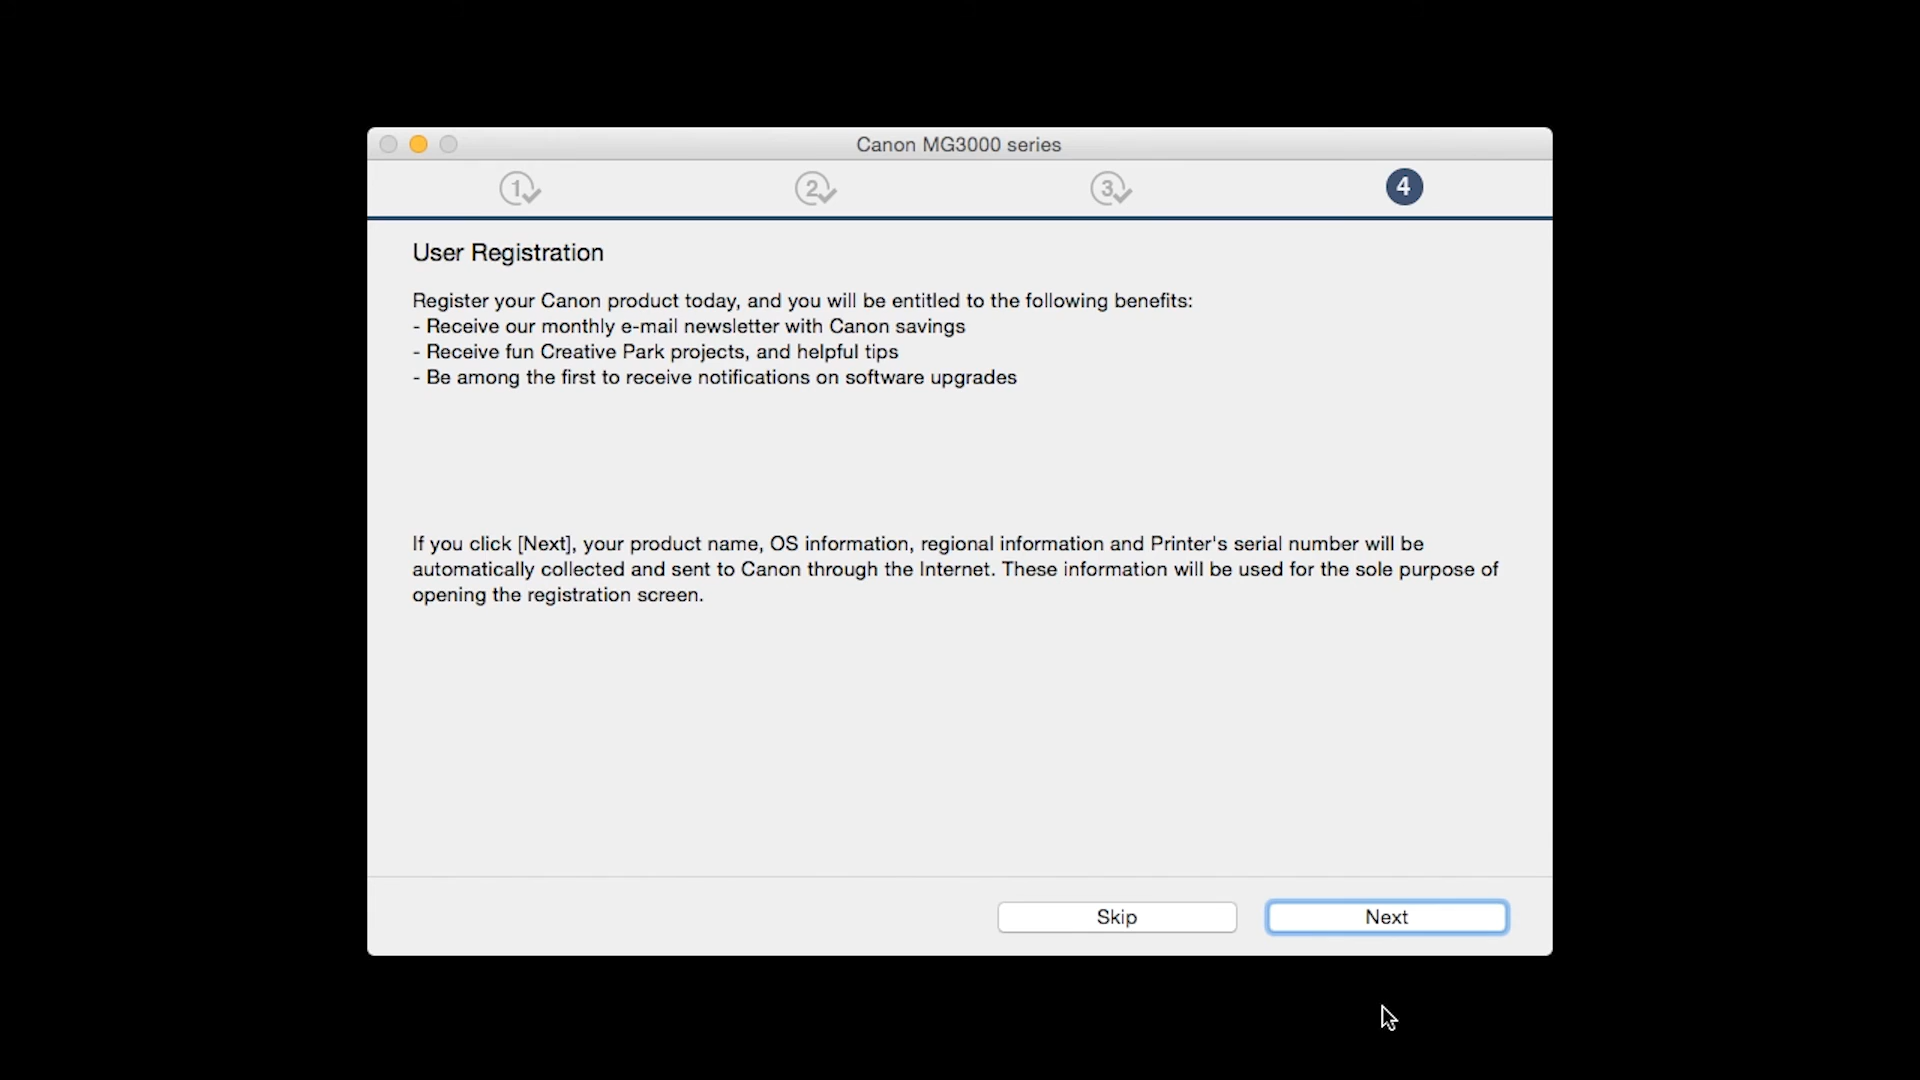 Canon MG3000 series
1 2 3 4
User Registration
Register your Canon product today, and you will be entitled to the following benefits:
- Receive our monthly e-mail newsletter with Canon savings
- Receive fun Creative Park projects, and helpful tips
- Be among the first to receive notifications on software upgrades
If you click [Next], your product name, OS information, regional information and Printer's serial number will be
automatically collected and sent to Canon through the Internet. These information will be used for the sole purpose of
opening the registration screen.
Skip Next